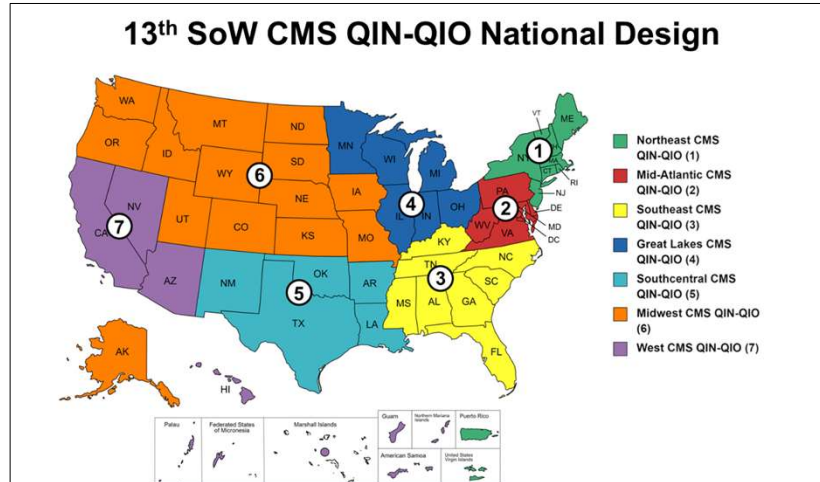 13th SoW CMS QIN-QIO National Design
WA
OR
ID
MT
WY
ND
SD
NE
KS
IA
MO
UT
CO
6
CA
NV
AZ
7
NM
OK
TX
AR
LA
5
MN
WI
MI
IL
IN
OH
4
KY
TN
NC
SC
MS
AL
GA
FL
3
PA
WV
VA
2
VT
ME
NY
MA
CT
1
RI
NJ
DE
MD
DC
AK
HI
Northeast CMS
QIN-QIO (1)
Mid-Atlantic CMS
QIN-QIO (2)
Southeast CMS
QIN-QIO (3)
Great Lakes CMS
QIN-QIO (4)
Southcentral CMS
QIN-QIO (5)
Midwest CMS QIN-QIO
(6)
West CMS QIN-QIO (7)
Palau
Federated States
of Micronesia
Marshall Islands
Guam
Northern Mariana
Islands
Puerto Rico
American Samoa
United States
Virgin Islands